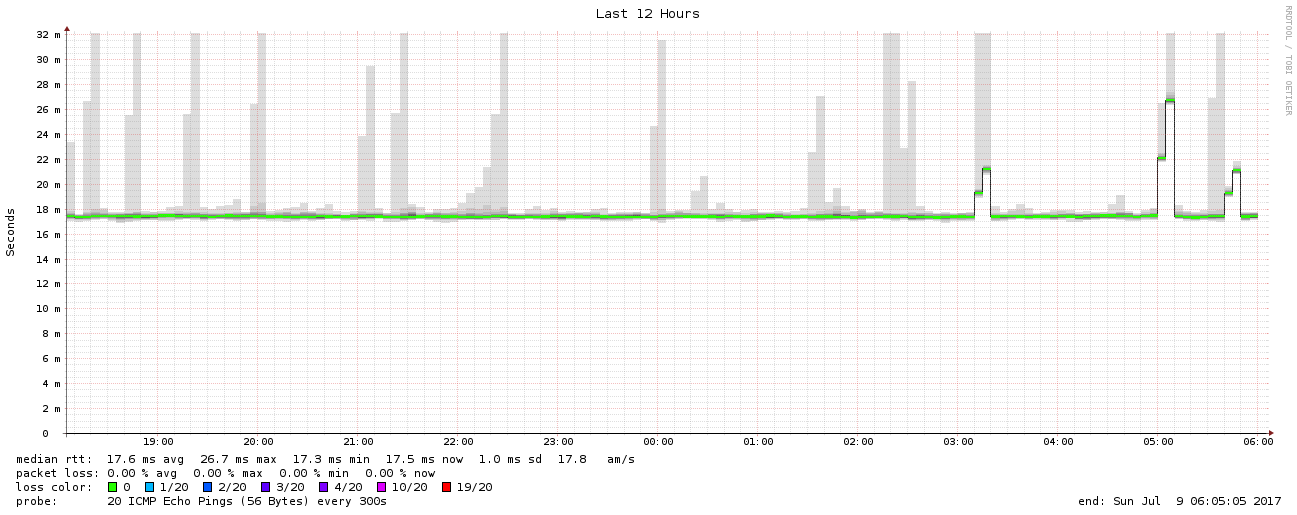 Last 12 Hours
RRDTOOL / TOBI OETIKER
Seconds
32 m
30 m
28 m
26 m
24 m
22 m
20 m
18 m
16 m
14 m
12 m
10 m
8 m
6 m
4 m
2 m
0
19:00 20:00 21:00 22:00 23:00 00:00 01:00 02:00 03:00 04:00 05:00 06:00
median rtt: 17.6 ms avg 26.7 ms max 17.3 ms min 17.5 ms now 1.0 ms sd 17.8 am/s
packet loss: 0.00 % avg 0.00 % max 0.00 % min 0.00 % now
loss color: 0 1/20 2/20 3/20 4/20 10/20 19/20
probe: 20 ICMP Echo Pings (56 Bytes) every 300s end: Sun Jul 9 06:05:05 2017